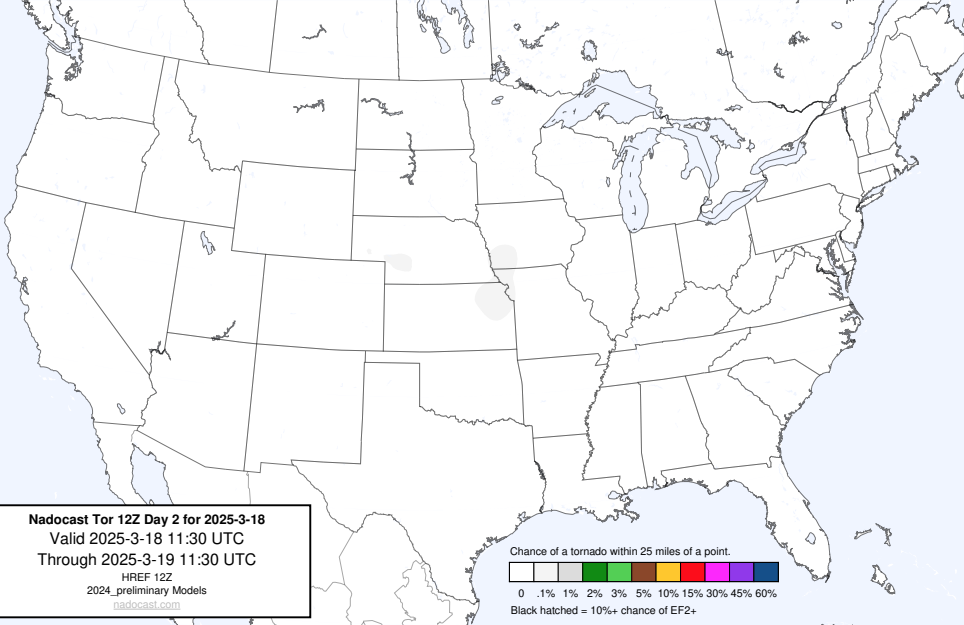 Nadocast Tor 12Z Day 2 for 2025-3-18
Valid 2025-3-18 11:30 UTC
Through 2025-3-19 11:30 UTC
HREF 12Z
2024_preliminary Models
nadocast.com
Chance of a tornado within 25 miles of a point.
0 .1% 1% 2% 3% 5% 10% 15% 30% 45% 60%
Black hatched = 10%+ chance of EF2+